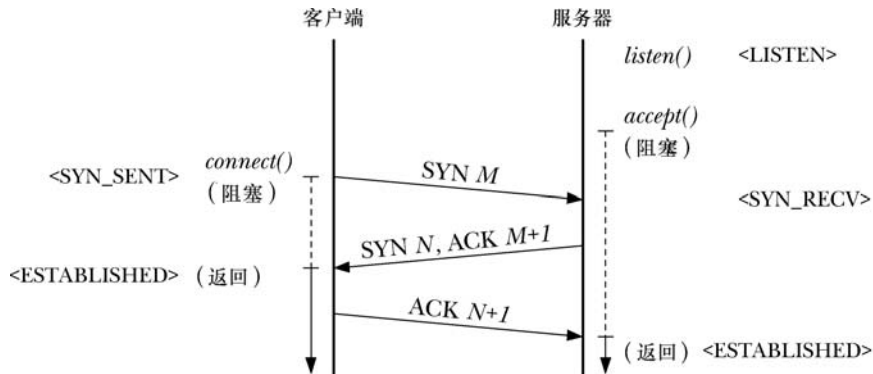 客户端 服务器
listen() <LISTEN>
accept()
(阻塞)
<SYN_SENT> connect() SYN M
(阻塞) <SYN_RECV>
SYN N, ACK M+1
<ESTABLISHED> (返回)
ACK N+1
(返回) <ESTABLISHED>